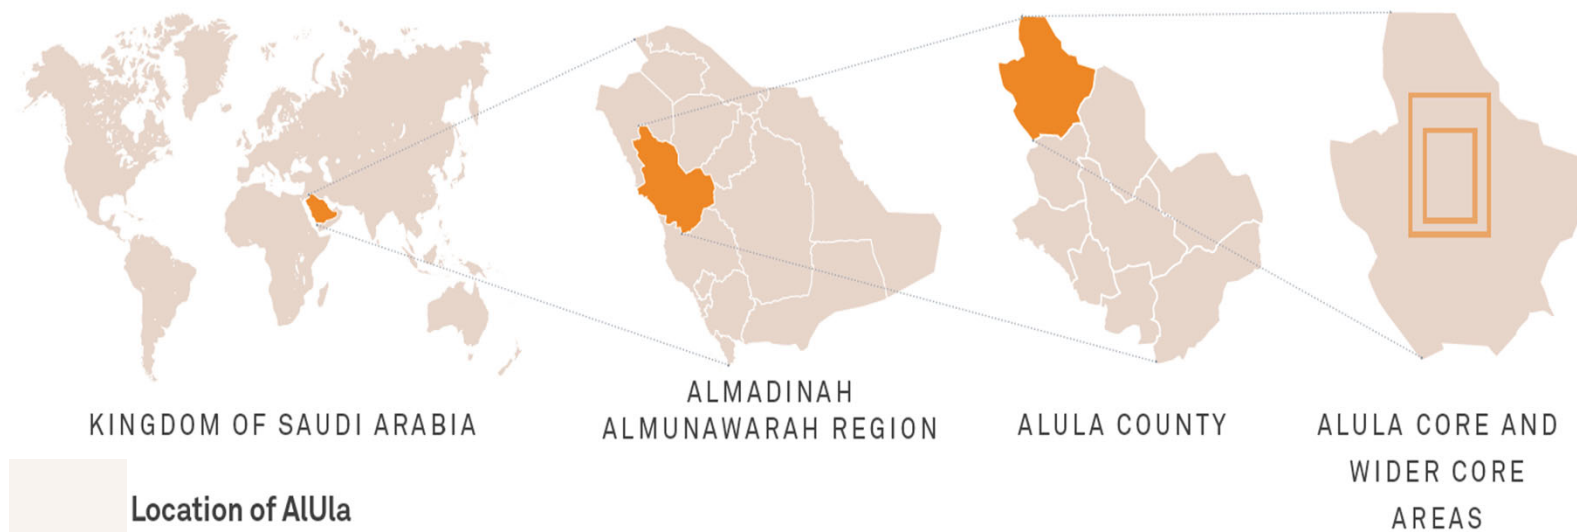 KINGDOM OF SAUDI ARABIA
ALMADINAH
ALMUNAWARAH REGION
ALULA COUNTY
ALULA CORE AND
WIDER CORE
AREAS
Location of AlUla